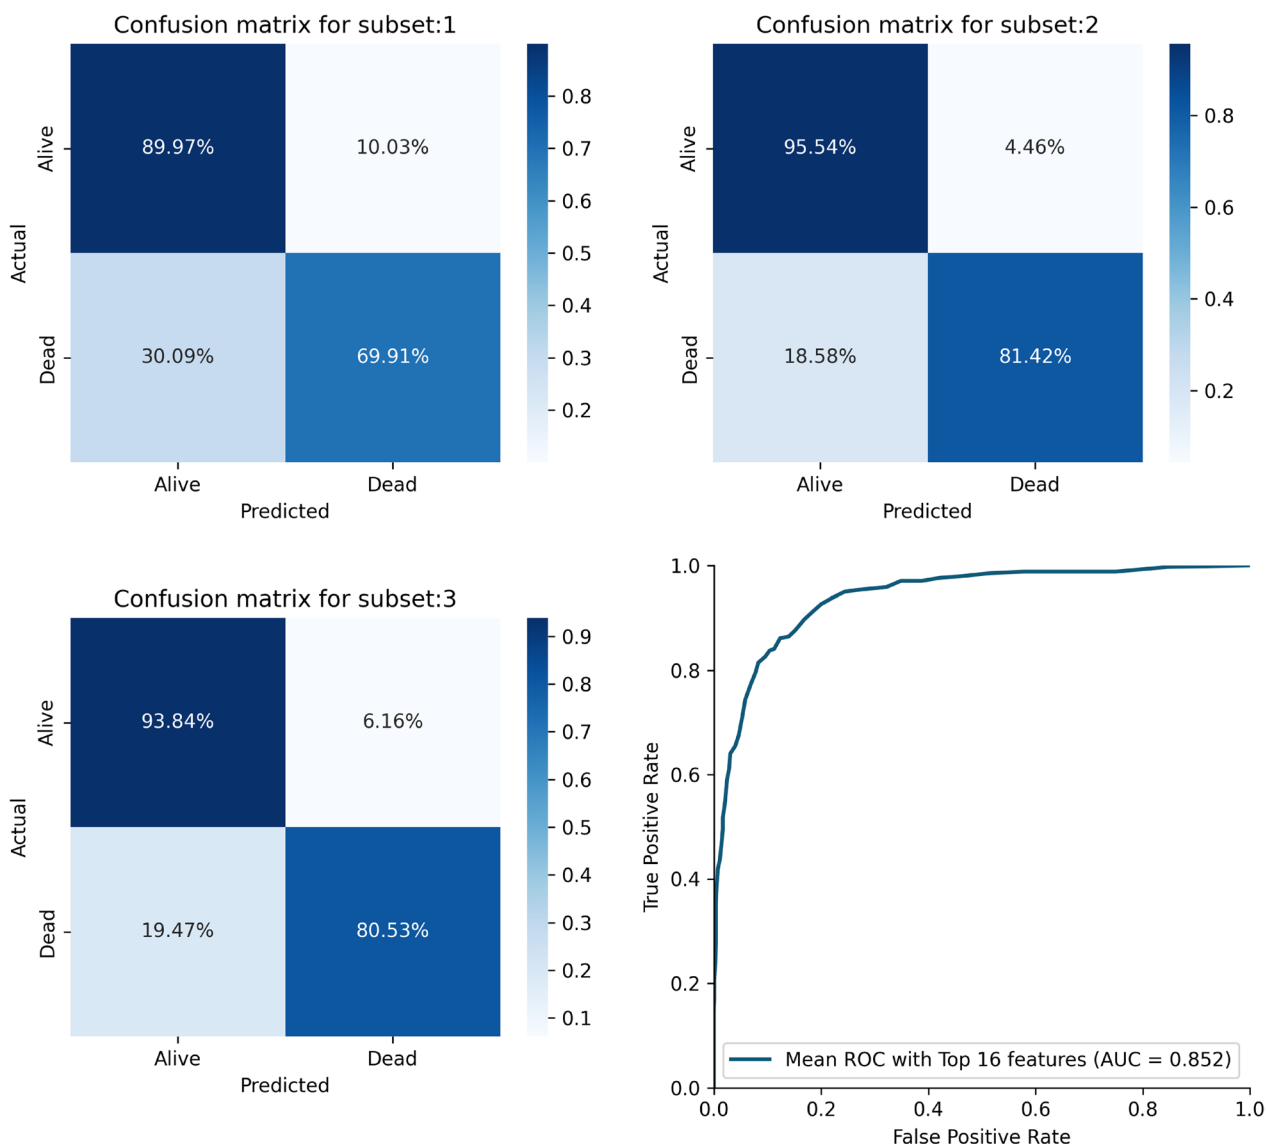 Confusion matrix for subset:1
Alive
Dead
Actual
89.97%
10.03%
30.09%
69.91%
Alive
Dead
Predicted
0.8
0.7
0.6
0.5
0.4
0.3
0.2
Confusion matrix for subset:2
Alive
Dead
Actual
95.54%
4.46%
18.58%
81.42%
Alive
Dead
Predicted
0.8
0.6
0.4
0.2
Confusion matrix for subset:3
Alive
Dead
Actual
93.84%
6.16%
19.47%
80.53%
Alive
Dead
Predicted
0.9
0.8
0.7
0.6
0.5
0.4
0.3
0.2
0.1
1.0
0.8
0.6
0.4
0.2
0.0
True Positive Rate
Mean ROC with Top 16 features (AUC = 0.852)
0.0
0.2
0.4
0.6
0.8
1.0
False Positive Rate